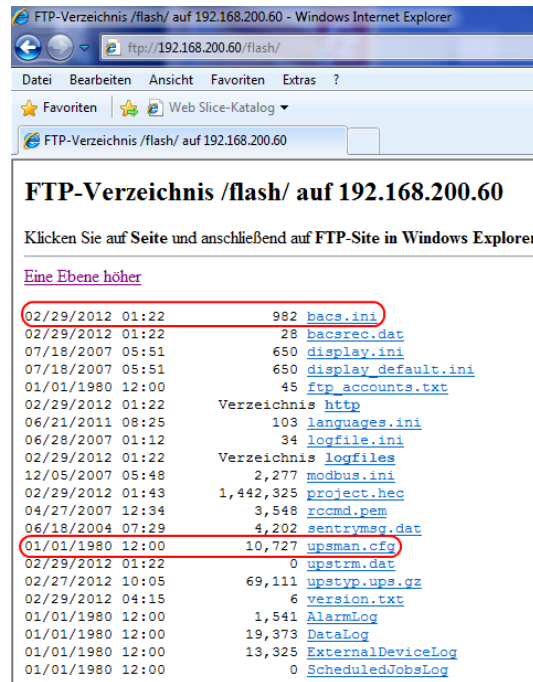 FTP-Verzeichnis /flash/ auf 192.168.200.60 - Windows Internet Explorer
ftp://192.168.200.60/flash/
Datei Bearbeiten Ansicht Favoriten Extras ?
Favoriten Web Slice-Katalog
FTP-Verzeichnis /flash/ auf 192.168.200.60
FTP-Verzeichnis /flash/ auf 192.168.200.60
Klicken Sie auf Seite und anschließend auf FTP-Site in Windows Explorer
Eine Ebene höher
02/29/2012 01:22 982 bacs.ini
02/29/2012 01:22 28 bacsrec.dat
07/18/2007 05:51 650 display.ini
07/18/2007 05:51 650 display_default.ini
01/01/1980 12:00 45 ftp_accounts.txt
02/29/2012 01:22 Verzeichnis http
06/21/2011 08:25 103 languages.ini
06/28/2007 01:12 34 logfile.ini
02/29/2012 01:22 Verzeichnis logfiles
12/05/2007 05:48 2,277 modbus.ini
02/29/2012 01:43 1,442,325 project.hec
04/27/2007 12:34 3,548 rccmd.pem
06/18/2004 07:29 4,202 sentrymsg.dat
01/01/1980 12:00 10,727 upsman.cfg
02/29/2012 01:22 0 upstrm.dat
02/27/2012 10:05 69,111 upstyp.ups.gz
02/29/2012 04:15 6 version.txt
01/01/1980 12:00 1,541 AlarmLog
01/01/1980 12:00 19,373 DataLog
01/01/1980 12:00 13,325 ExternalDeviceLog
01/01/1980 12:00 0 ScheduledJobsLog